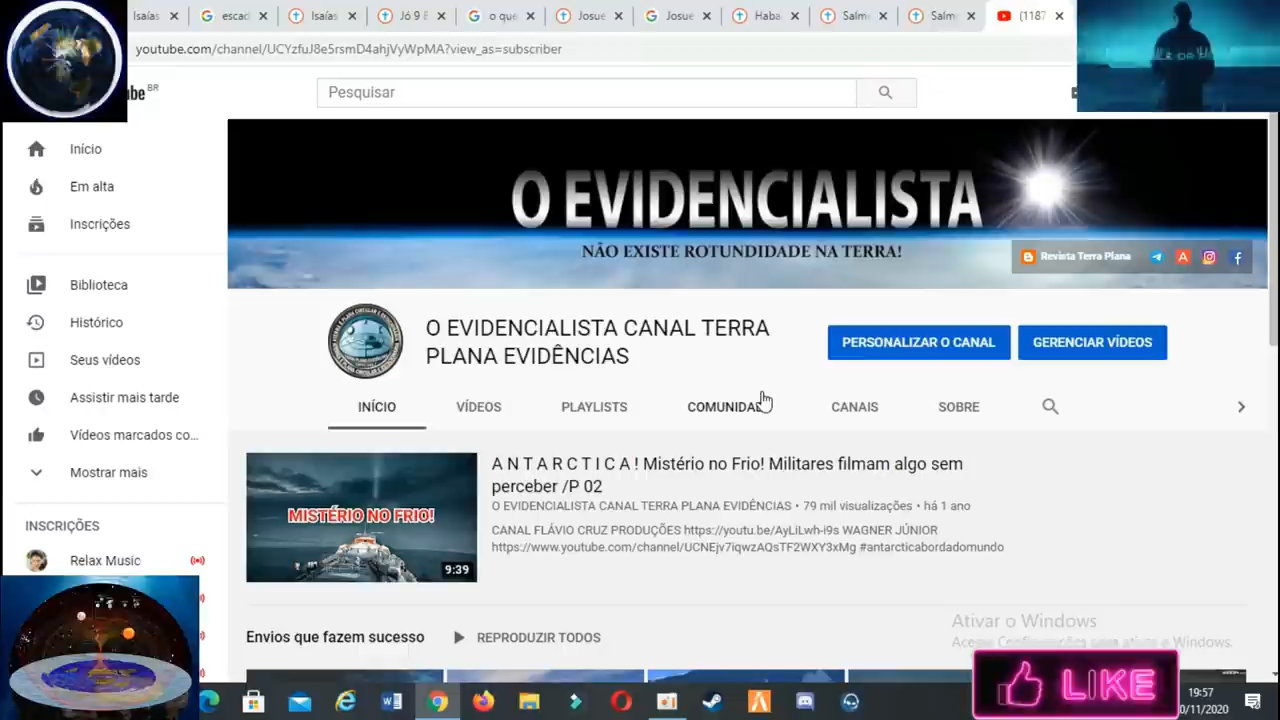 Isaías
escad
Isaías
Jó 9 E
o que
Josue
Josue
Haba
Salm
Salm
(1187
youtube.com/channel/UCYzfuJ8e5rsmD4ahjVyWpMA?view_as=subscriber
be BR
Pesquisar
Início
Em alta
Inscrições
Biblioteca
Histórico
Seus vídeos
Assistir mais tarde
Vídeos marcados co...
Mostrar mais
INSCRIÇÕES
Relax Music
O EVIDENCIALISTA
NÃO EXISTE ROTUNDIDADE NA TERRA!
Revista Terra Plana
O EVIDENCIALISTA CANAL TERRA
PLANA EVIDÊNCIAS
PERSONALIZAR O CANAL
GERENCIAR VÍDEOS
INÍCIO
VÍDEOS
PLAYLISTS
COMUNIDAD
CANAIS
SOBRE
MISTÉRIO NO FRIO!
9:39
A N T A R C T I C A ! Mistério no Frio! Militares filmam algo sem
perceber /P 02
O EVIDENCIALISTA CANAL TERRA PLANA EVIDÊNCIAS • 79 mil visualizações • há 1 ano
CANAL FLÁVIO CRUZ PRODUÇÕES https://youtu.be/AyLiLwh-i9s WAGNER JÚNIOR
https://www.youtube.com/channel/UCNEjv7iqwzAQsTF2WXY3xMg #antarcticabordadomundo
Envios que fazem sucesso
REPRODUZIR TODOS
Ativar o Windows
LIKE
19:57
0/11/2020